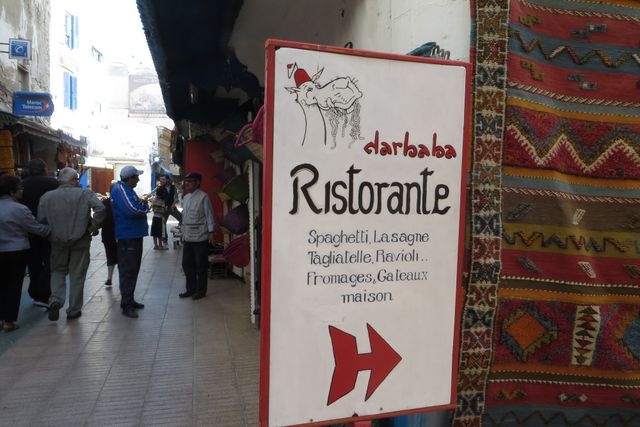 Maroc
Telecom
darbaba
Ristorante
Spaghetti, Lasagne
Tagliatelle, Ravioli..
Fromages, & Gateaux
maison